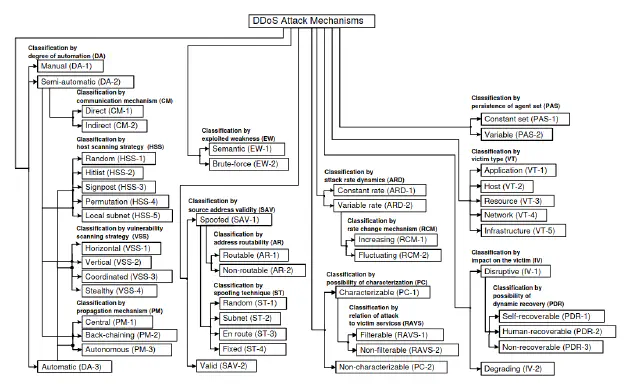 DDoS Attack Mechanisms
Classification by
degree of automation (DA)
Manual (DA-1)
Semi-automatic (DA-2)
Classification by
communication mechanism (CM)
Direct (CM-1)
Indirect (CM-2)
Classification by
host scanning strategy (HSS)
Random (HSS-1)
Hitlist (HSS-2)
Signpost (HSS-3)
Permutation (HSS-4)
Local subnet (HSS-5)
Classification by vulnerability
scanning strategy (VSS)
Horizontal (VSS-1)
Vertical (VSS-2)
Coordinated (VSS-3)
Stealthy (VSS-4)
Classification by
propagation mechanism (PM)
Central (PM-1)
Back-chaining (PM-2)
Autonomous (PM-3)
Automatic (DA-3)
Classification by
exploited weakness (EW)
Semantic (EW-1)
Brute-force (EW-2)
Classification by
source address validity (SAV)
Spoofed (SAV-1)
Classification by
address routability (AR)
Routable (AR-1)
Non-routable (AR-2)
Classification by
spoofing technique (ST)
Random (ST-1)
Subnet (ST-2)
En route (ST-3)
Fixed (ST-4)
Valid (SAV-2)
Classification by
attack rate dynamics (ARD)
Constant rate (ARD-1)
Variable rate (ARD-2)
Classification by
rate change mechanism (RCM)
Increasing (RCM-1)
Fluctuating (RCM-2)
Classification by
possibility of characterization (PC)
Characterizable (PC-1)
Classification by
relation of attack
to victim services (RAVS)
Filterable (RAVS-1)
Non-filterable (RAVS-2)
Non-characterizable (PC-2)
Classification by
persistence of agent set (PAS)
Constant set (PAS-1)
Variable (PAS-2)
Classification by
victim type (VT)
Application (VT-1)
Host (VT-2)
Resource (VT-3)
Network (VT-4)
Infrastructure (VT-5)
Classification by
impact on the victim (IV)
Disruptive (IV-1)
Classification by
possibility of
dynamic recovery (PDR)
Self-recoverable (PDR-1)
Human-recoverable (PDR-2)
Non-recoverable (PDR-3)
Degrading (IV-2)